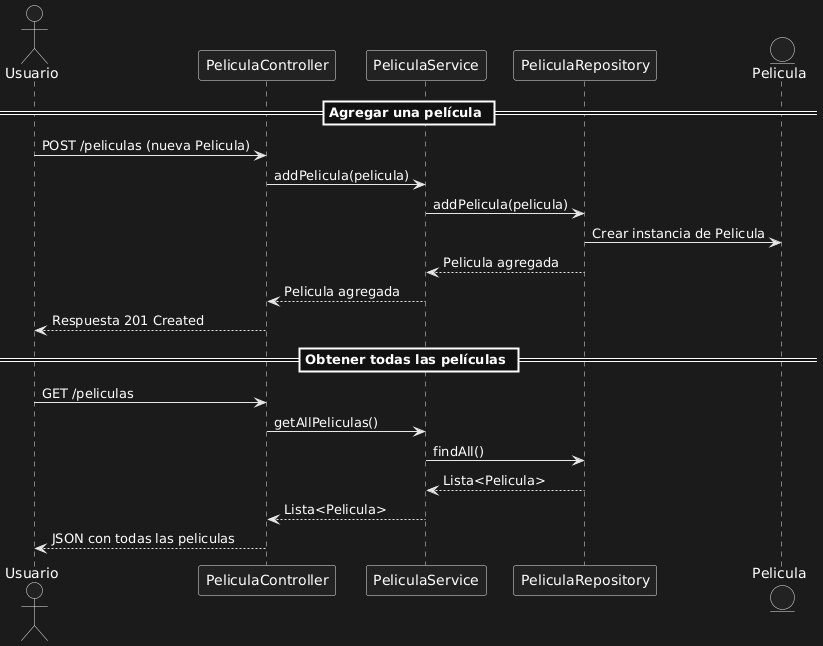 Usuario
PeliculaController
PeliculaService
PeliculaRepository
Pelicula
Agregar una película
POST /peliculas (nueva Pelicula)
addPelicula(pelicula)
addPelicula(pelicula)
Crear instancia de Pelicula
Pelicula agregada
Pelicula agregada
Respuesta 201 Created
Obtener todas las películas
GET /peliculas
getAllPeliculas()
findAll()
Lista<Pelicula>
Lista<Pelicula>
JSON con todas las peliculas
Usuario
PeliculaController
PeliculaService
PeliculaRepository
Pelicula